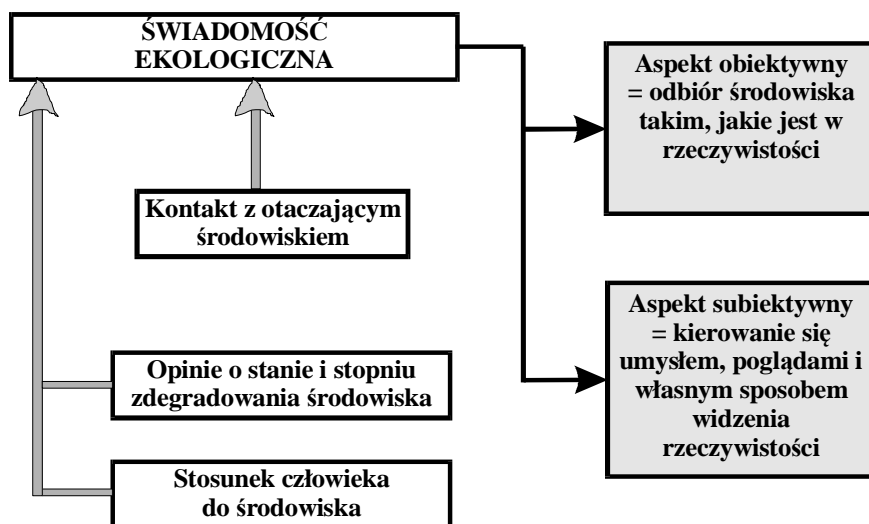 ŚWIADOMOŚĆ
EKOLOGICZNA
Kontakt z otaczającym
środowiskiem
Opinie o stanie i stopniu
zdegradowania środowiska
Stosunek człowieka
do środowiska
Aspekt obiektywny
= odbiór środowiska
takim, jakie jest w
rzeczywistości
Aspekt subiektywny
= kierowanie się
umysłem, poglądami i
własnym sposobem
widzenia
rzeczywistości